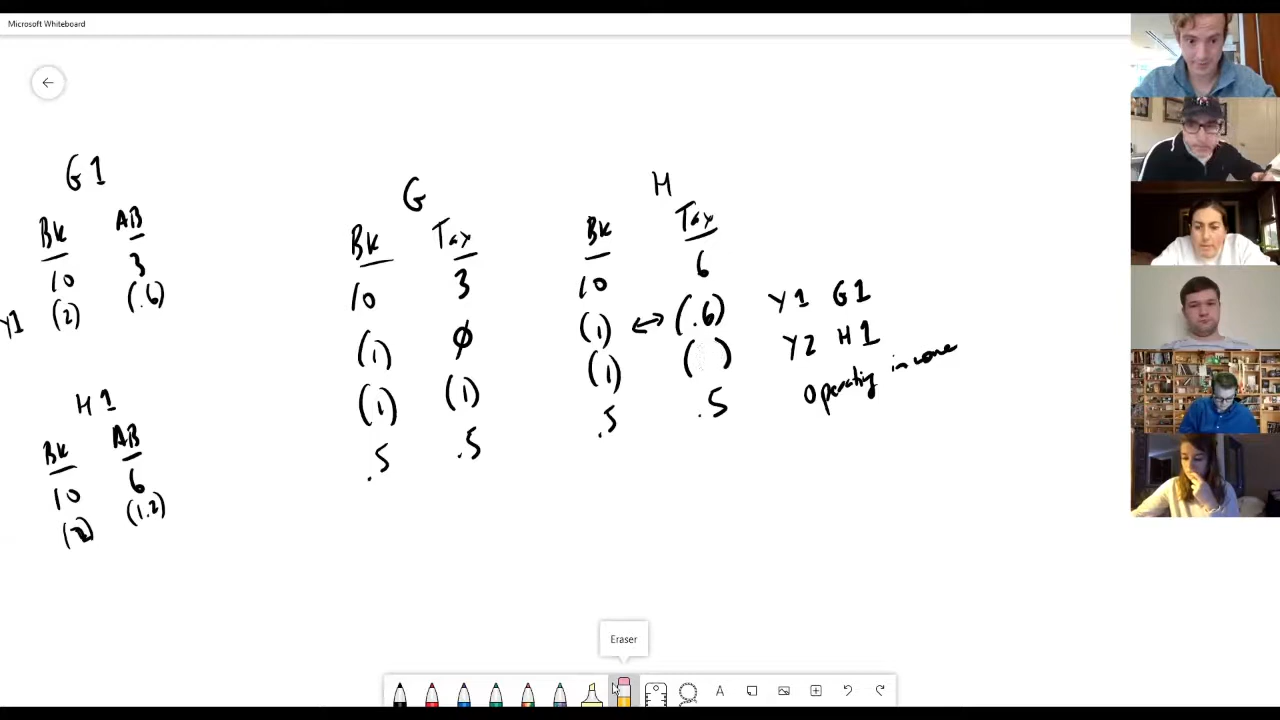 Microsoft Whiteboard
G1
Bk AB
10 3
Y1 (2) (.6)
H1
Bk AB
10 6
(2) (1.2)
G
Bk Tax
10 3
(1) ∅
(1) (1)
.5 .5
H
Bk Tax
10 6
(1) ↔ (.6) Y1 G1
(1) ( ) Y2 H1
.5 .5 Operating income
Eraser
A